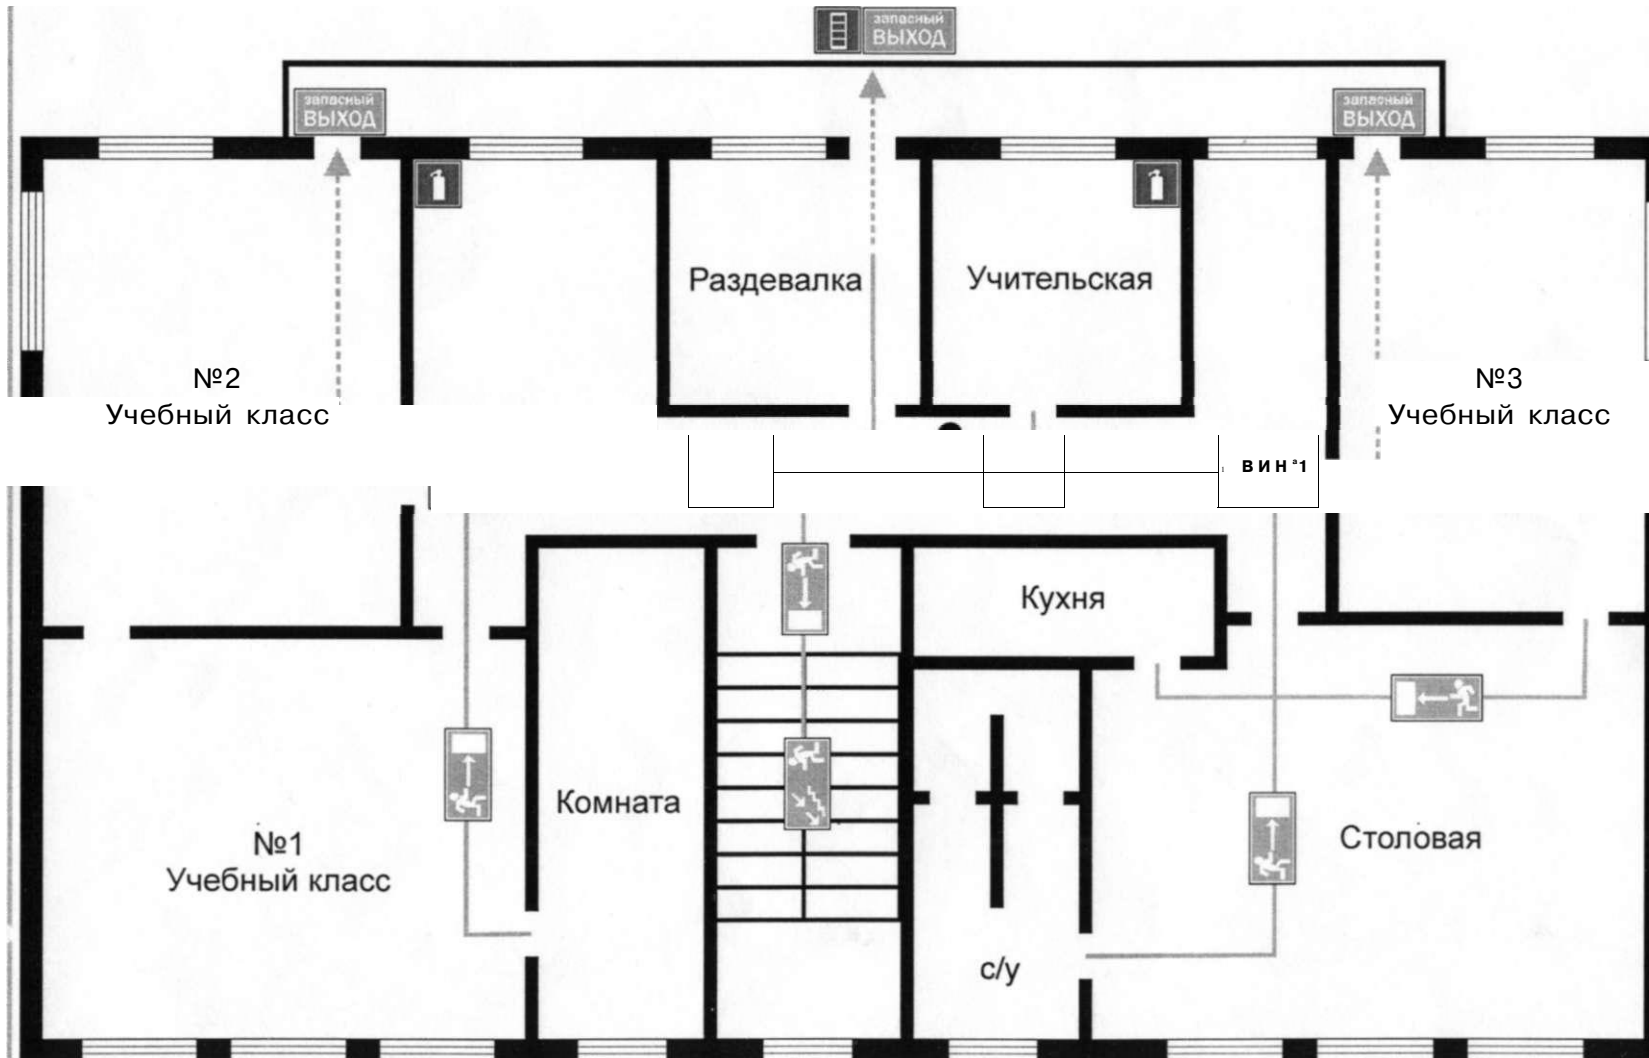 запасный
ВЫХОД
запасный
ВЫХОД
запасный
ВЫХОД
Раздевалка
Учительская
№2
Учебный класс
№3
Учебный класс
ВИН
Кухня
Комната
№1
Учебный класс
Столовая
с/у